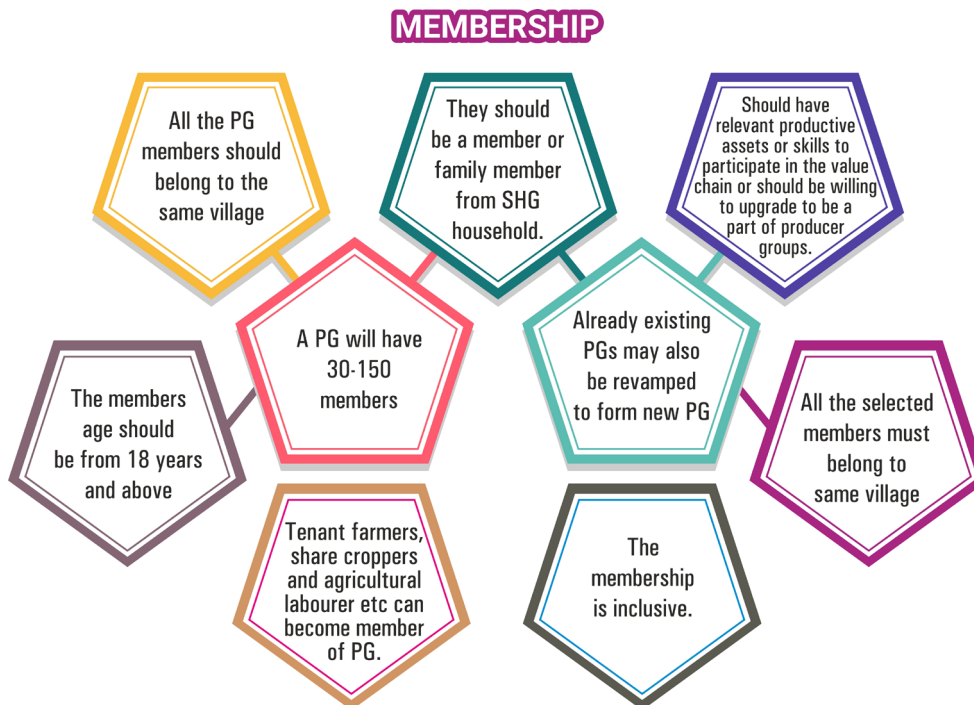 MEMBERSHIP
All the PG
members should
belong to the
same village
They should
be a member or
family member
from SHG
household.
Should have
relevant productive
assets or skills to
participate in the value
chain or should be willing
to upgrade to be a
part of producer
groups.
A PG will have
30-150
members
Already existing
PGs may also
be revamped
to form new PG
The members
age should
be from 18 years
and above
All the selected
members must
belong to
same village
Tenant farmers,
share croppers
and agricultural
labourer etc can
become member
of PG.
The
membership
is inclusive.